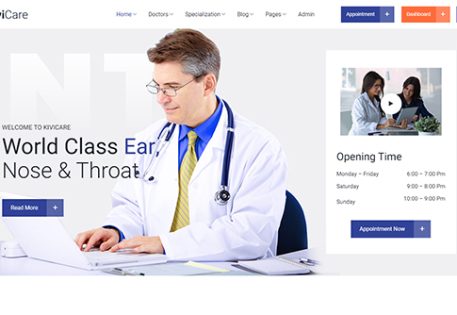 viCare
Home Doctors Specialization Blog Pages Admin
Appointment +
Dashboard +
NT
WELCOME TO KIVICARE
World Class Ear,
Nose & Throat
Read More +
Opening Time
Monday – Friday 6:00 – 7:00 Pm
Saturday 9:00 – 8:00 Pm
Sunday 10:00 – 9:00 Pm
Appointment Now +